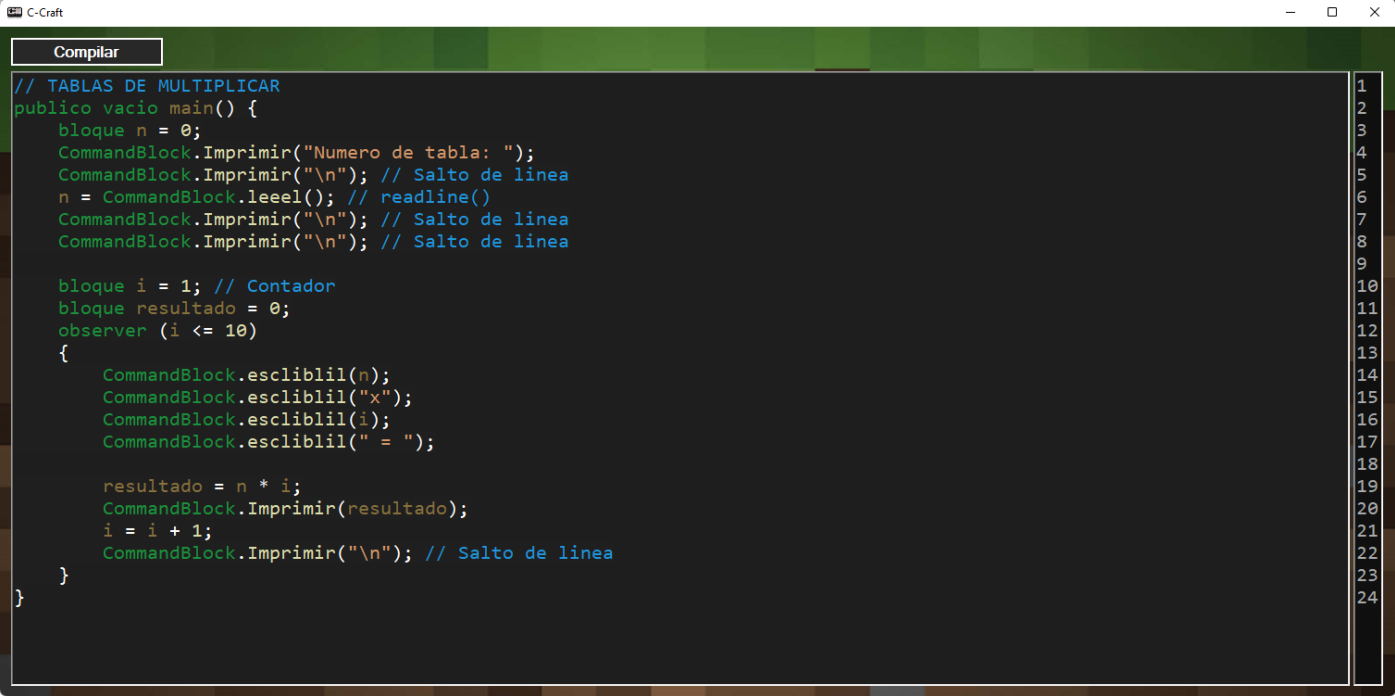 C-Craft
Compilar
// TABLAS DE MULTIPLICAR
publico vacio main() {
    bloque n = 0;
    CommandBlock.Imprimir("Numero de tabla: ");
    CommandBlock.Imprimir("\n"); // Salto de linea
    n = CommandBlock.leeel(); // readline()
    CommandBlock.Imprimir("\n"); // Salto de linea
    CommandBlock.Imprimir("\n"); // Salto de linea

    bloque i = 1; // Contador
    bloque resultado = 0;
    observer (i <= 10)
    {
        CommandBlock.escliblil(n);
        CommandBlock.escliblil("x");
        CommandBlock.escliblil(i);
        CommandBlock.escliblil(" = ");

        resultado = n * i;
        CommandBlock.Imprimir(resultado);
        i = i + 1;
        CommandBlock.Imprimir("\n"); // Salto de linea
    }
}
1
2
3
4
5
6
7
8
9
10
11
12
13
14
15
16
17
18
19
20
21
22
23
24